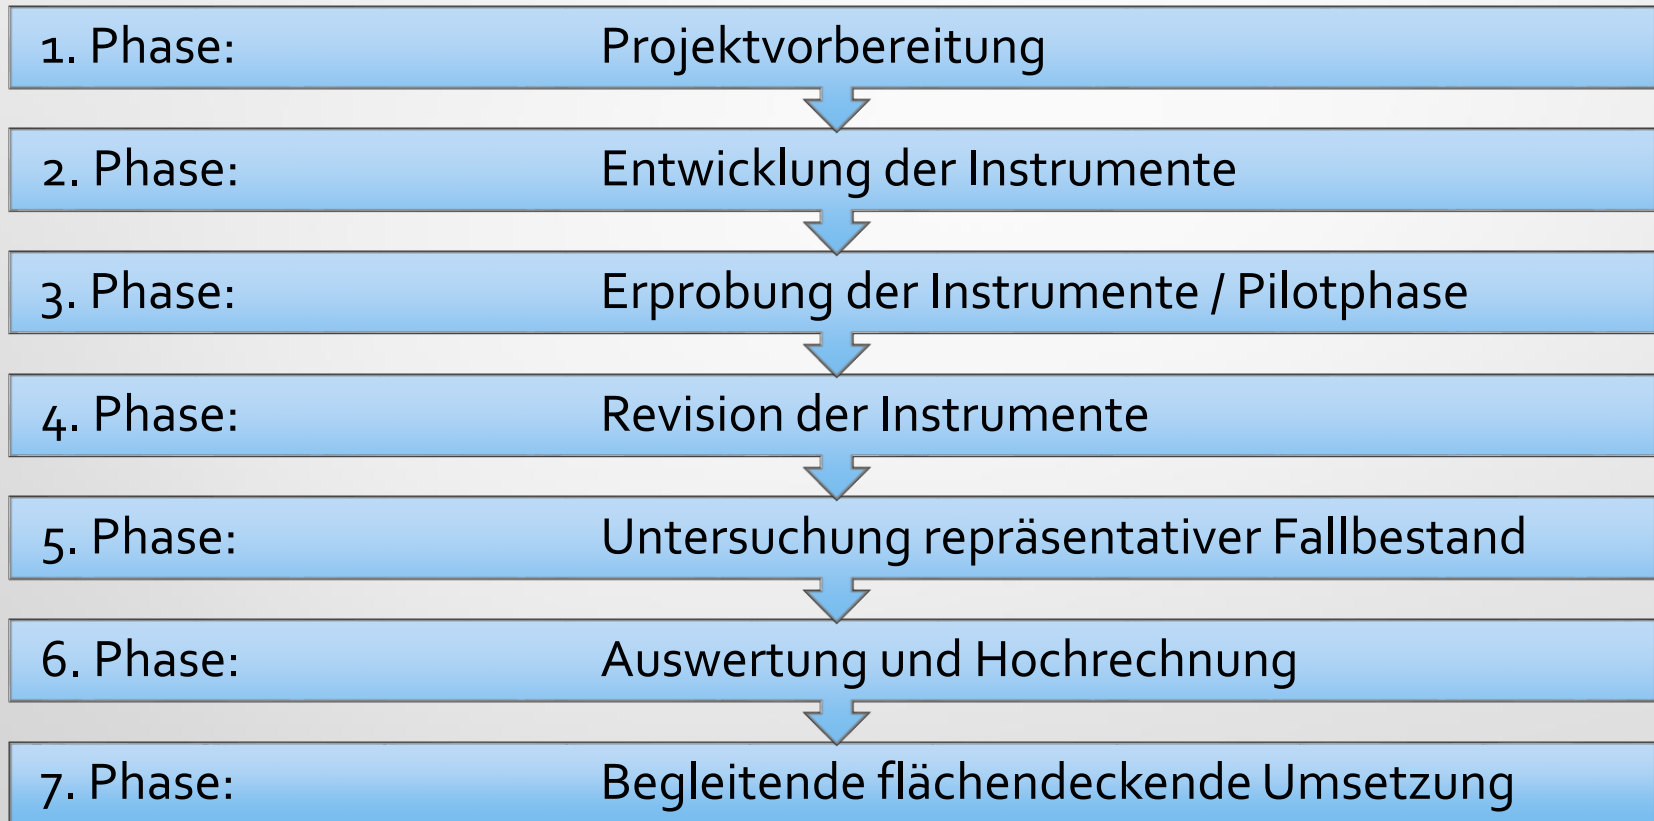 1. Phase: Projektvorbereitung
2. Phase: Entwicklung der Instrumente
3. Phase: Erprobung der Instrumente / Pilotphase
4. Phase: Revision der Instrumente
5. Phase: Untersuchung repräsentativer Fallbestand
6. Phase: Auswertung und Hochrechnung
7. Phase: Begleitende flächendeckende Umsetzung